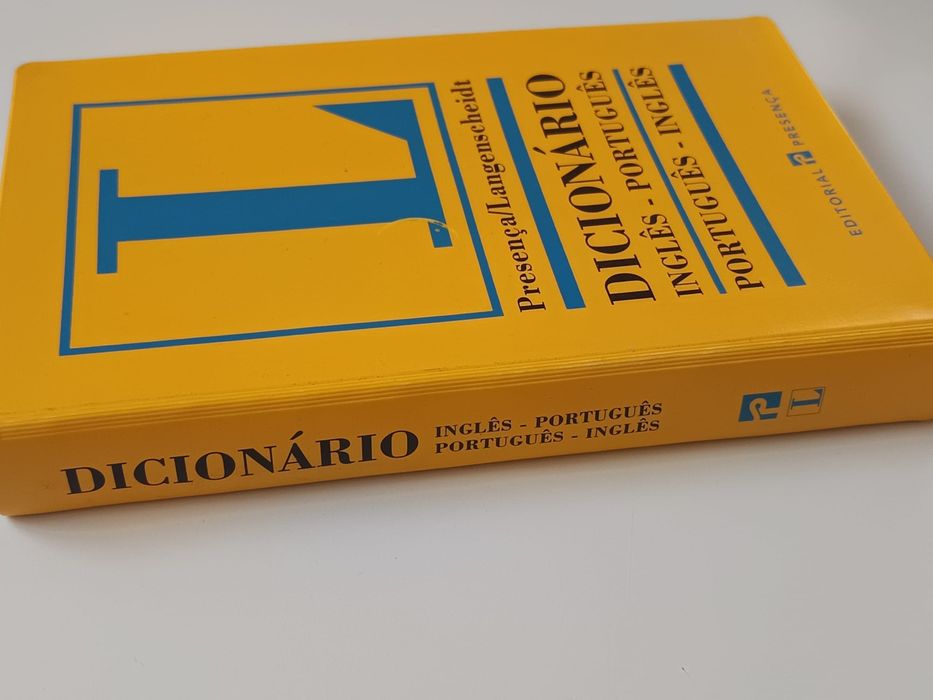 L
Presença/Langenscheidt
DICIONÁRIO
INGLÊS - PORTUGUÊS
PORTUGUÊS - INGLÊS
EDITORIAL P PRESENÇA
DICIONÁRIO
INGLÊS - PORTUGUÊS
PORTUGUÊS - INGLÊS
P
L